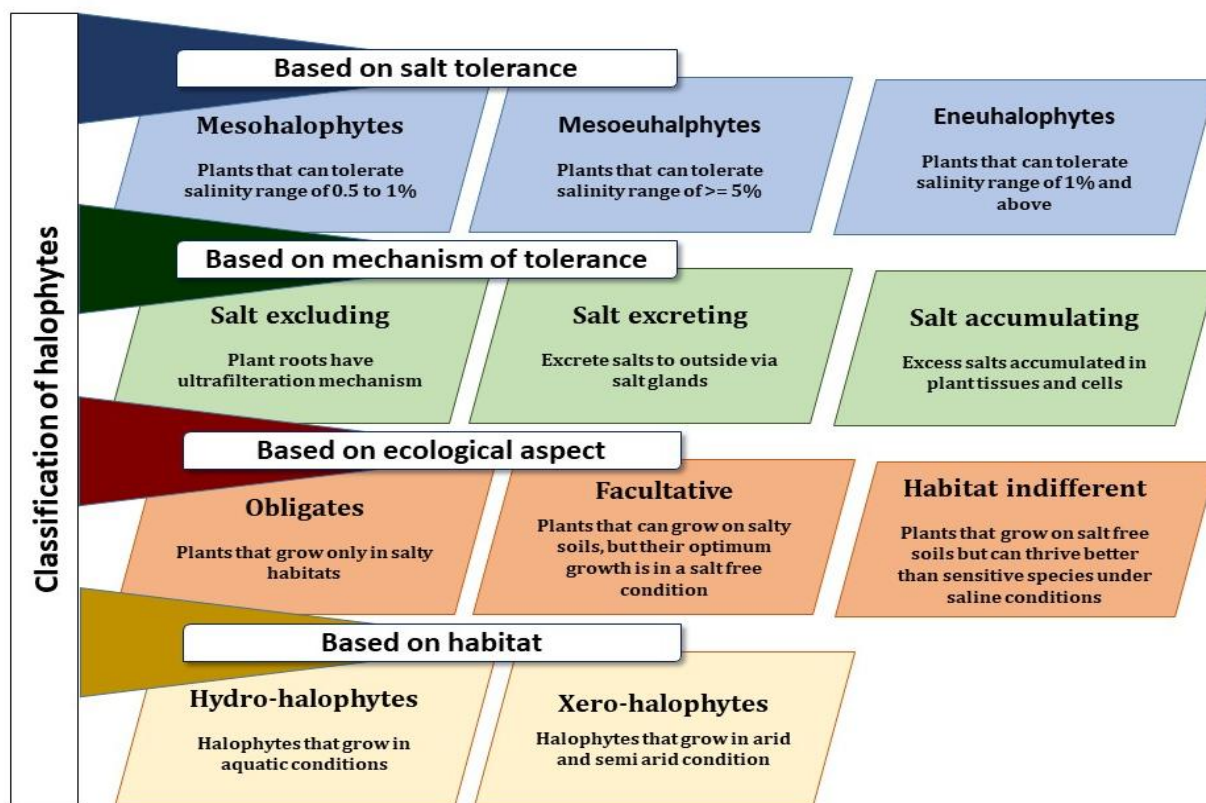 Classification of halophytes
Based on salt tolerance
Mesohalophytes
Plants that can tolerate
salinity range of 0.5 to 1%
Mesoeuhalphytes
Plants that can tolerate
salinity range of >= 5%
Eneuhalophytes
Plants that can tolerate
salinity range of 1% and
above
Based on mechanism of tolerance
Salt excluding
Plant roots have
ultrafilteration mechanism
Salt excreting
Excrete salts to outside via
salt glands
Salt accumulating
Excess salts accumulated in
plant tissues and cells
Based on ecological aspect
Obligates
Plants that grow only in salty
habitats
Facultative
Plants that can grow on salty
soils, but their optimum
growth is in a salt free
condition
Habitat indifferent
Plants that grow on salt free
soils but can thrive better
than sensitive species under
saline conditions
Based on habitat
Hydro-halophytes
Halophytes that grow in
aquatic conditions
Xero-halophytes
Halophytes that grow in arid
and semi arid condition